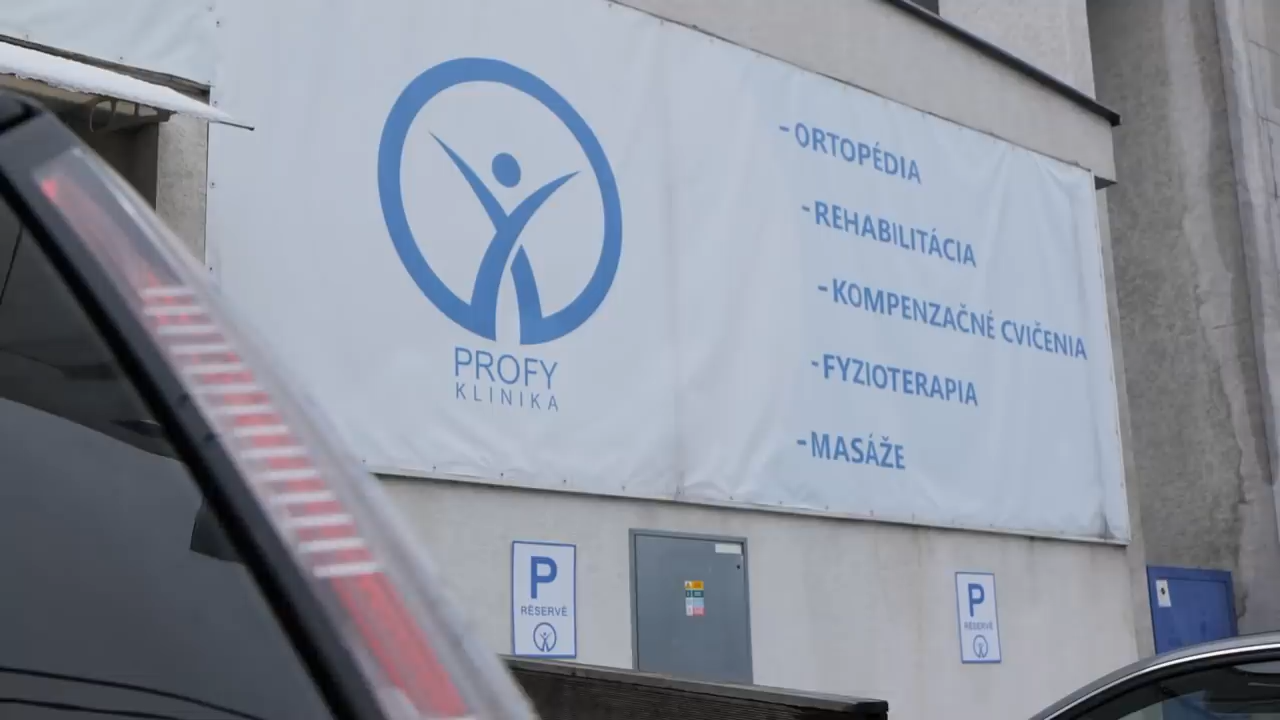 PROFY
KLINIKA
-ORTOPÉDIA
-REHABILITÁCIA
-KOMPENZAČNÉ CVIČENIA
-FYZIOTERAPIA
-MASÁŽE
P
RÉSERVÉ
P
RÉSERVÉ